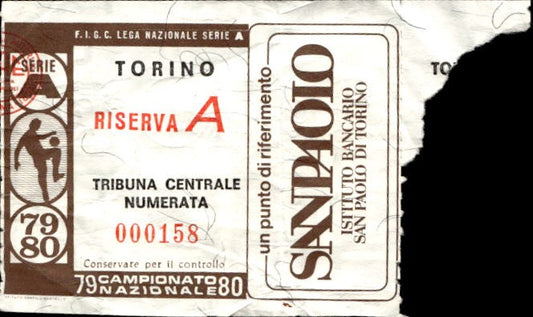 F.I.G.C. LEGA NAZIONALE SERIE A
SERIE
A
TORINO
RISERVA A
TRIBUNA CENTRALE
NUMERATA
000158
Conservate per il controllo
79
80
79 CAMPIONATO
NAZIONALE 80
un punto di riferimento
SANPAOLO
ISTITUTO BANCARIO
SAN PAOLO DI TORINO
TO